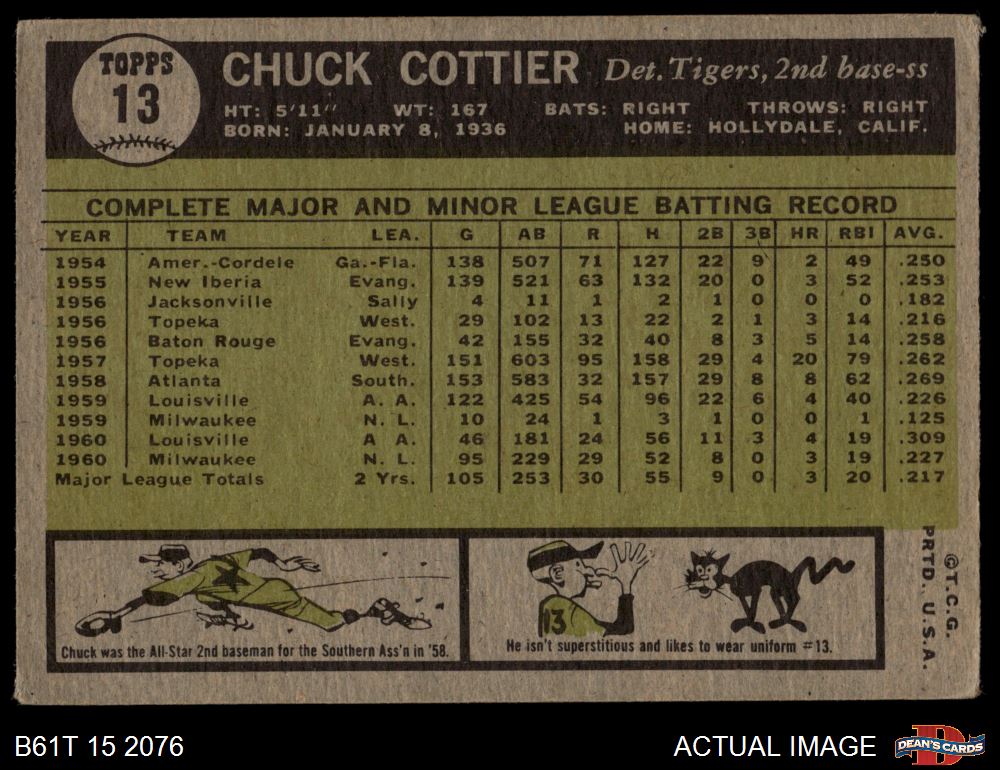 TOPPS
13
CHUCK COTTIER Det. Tigers, 2nd base-ss
HT: 5'11" WT: 167 BATS: RIGHT THROWS: RIGHT
BORN: JANUARY 8, 1936 HOME: HOLLYDALE, CALIF.
COMPLETE MAJOR AND MINOR LEAGUE BATTING RECORD
YEAR TEAM LEA. G AB R H 2B 3B HR RBI AVG.
1954 Amer.-Cordele Ga.-Fla. 138 507 71 127 22 9 2 49 .250
1955 New Iberia Evang. 139 521 63 132 20 0 3 52 .253
1956 Jacksonville Sally 4 11 1 2 1 0 0 0 .182
1956 Topeka West. 29 102 13 22 2 1 3 14 .216
1956 Baton Rouge Evang. 42 155 32 40 8 3 5 14 .258
1957 Topeka West. 151 603 95 158 29 4 20 79 .262
1958 Atlanta South. 153 583 32 157 29 8 8 62 .269
1959 Louisville A. A. 122 425 54 96 22 6 4 40 .226
1959 Milwaukee N. L. 10 24 1 3 1 0 0 1 .125
1960 Louisville A A. 46 181 24 56 11 3 4 19 .309
1960 Milwaukee N. L. 95 229 29 52 8 0 3 19 .227
Major League Totals 2 Yrs. 105 253 30 55 9 0 3 20 .217
Chuck was the All-Star 2nd baseman for the Southern Ass'n in '58.
13
He isn't superstitious and likes to wear uniform #13.
©T.C.G.
PRTD. U.S.A.
B61T 15 2076
ACTUAL IMAGE
D
DEAN'S CARDS